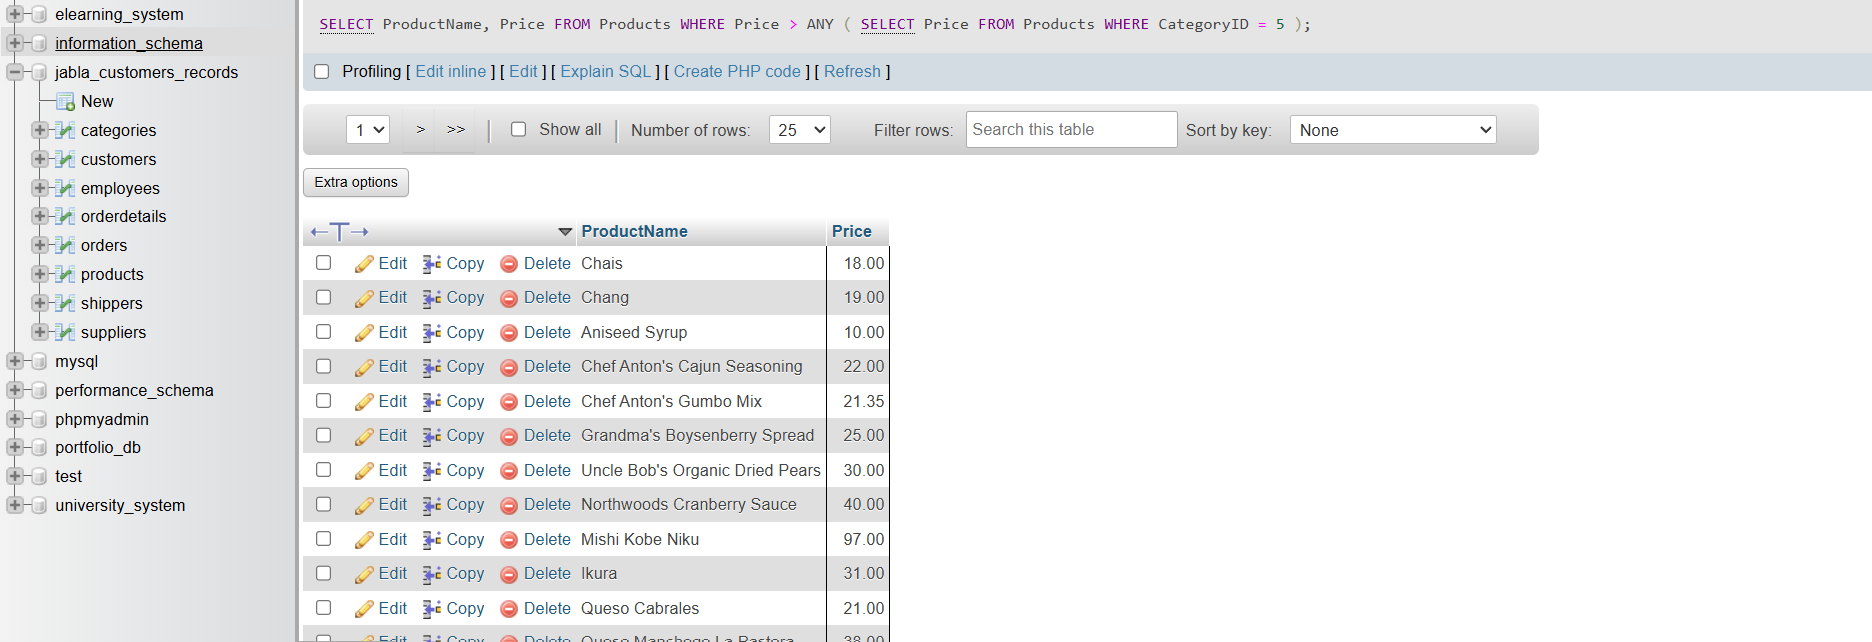 elearning_system
information_schema
jabla_customers_records
New
categories
customers
employees
orderdetails
orders
products
shippers
suppliers
mysql
performance_schema
phpmyadmin
portfolio_db
test
university_system
SELECT ProductName, Price FROM Products WHERE Price > ANY ( SELECT Price FROM Products WHERE CategoryID = 5 );
Profiling [ Edit inline ] [ Edit ] [ Explain SQL ] [ Create PHP code ] [ Refresh ]
1 > >> | Show all | Number of rows: 25 Filter rows: Search this table Sort by key: None
Extra options
←T→ ProductName Price
Edit Copy Delete Chais 18.00
Edit Copy Delete Chang 19.00
Edit Copy Delete Aniseed Syrup 10.00
Edit Copy Delete Chef Anton's Cajun Seasoning 22.00
Edit Copy Delete Chef Anton's Gumbo Mix 21.35
Edit Copy Delete Grandma's Boysenberry Spread 25.00
Edit Copy Delete Uncle Bob's Organic Dried Pears 30.00
Edit Copy Delete Northwoods Cranberry Sauce 40.00
Edit Copy Delete Mishi Kobe Niku 97.00
Edit Copy Delete Ikura 31.00
Edit Copy Delete Queso Cabrales 21.00
Edit Copy Delete Queso Manchego La Pastora 38.00